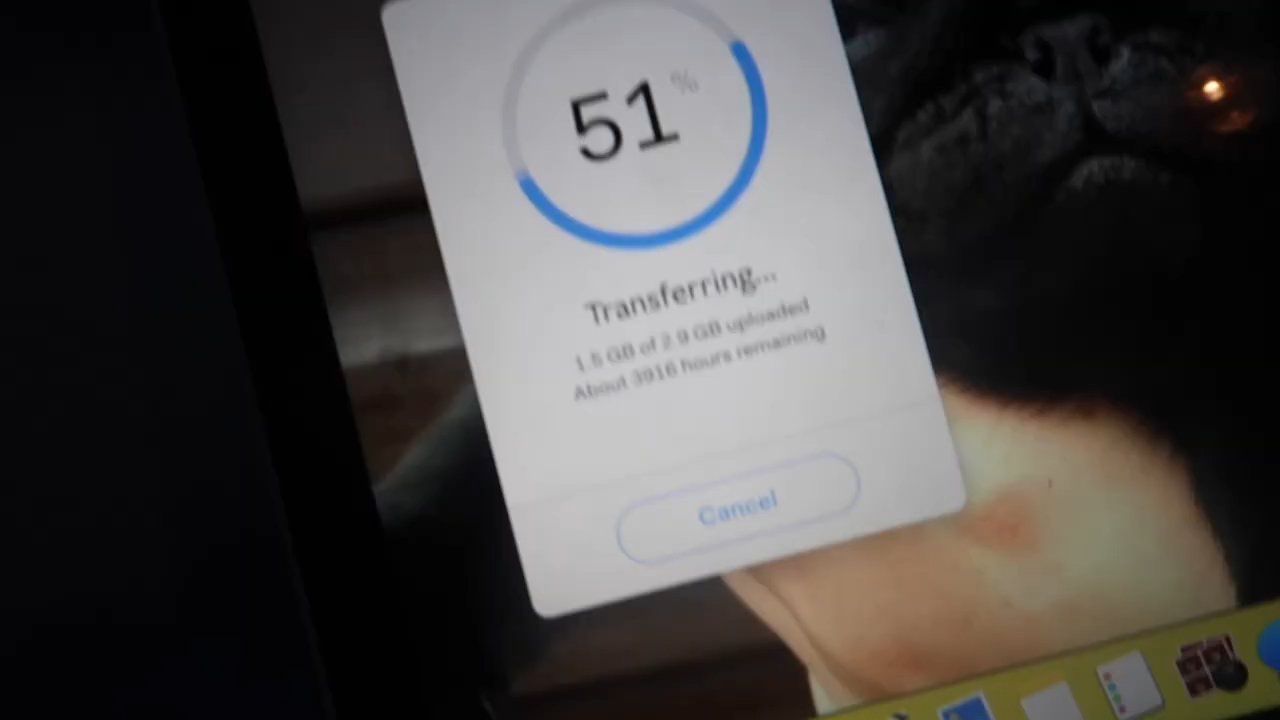 51%
Transferring...
1.5 GB of 2.9 GB uploaded
About 3916 hours remaining
Cancel